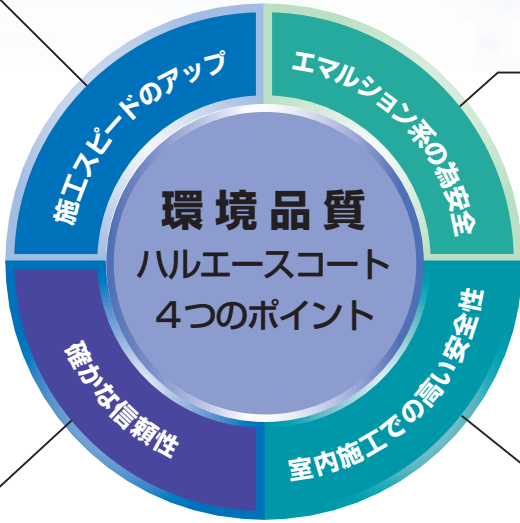 施工スピードのアップ
エマルション系の為安全
環境品質
ハルエースコート
4つのポイント
確かな信頼性
室内施工での高い安全性